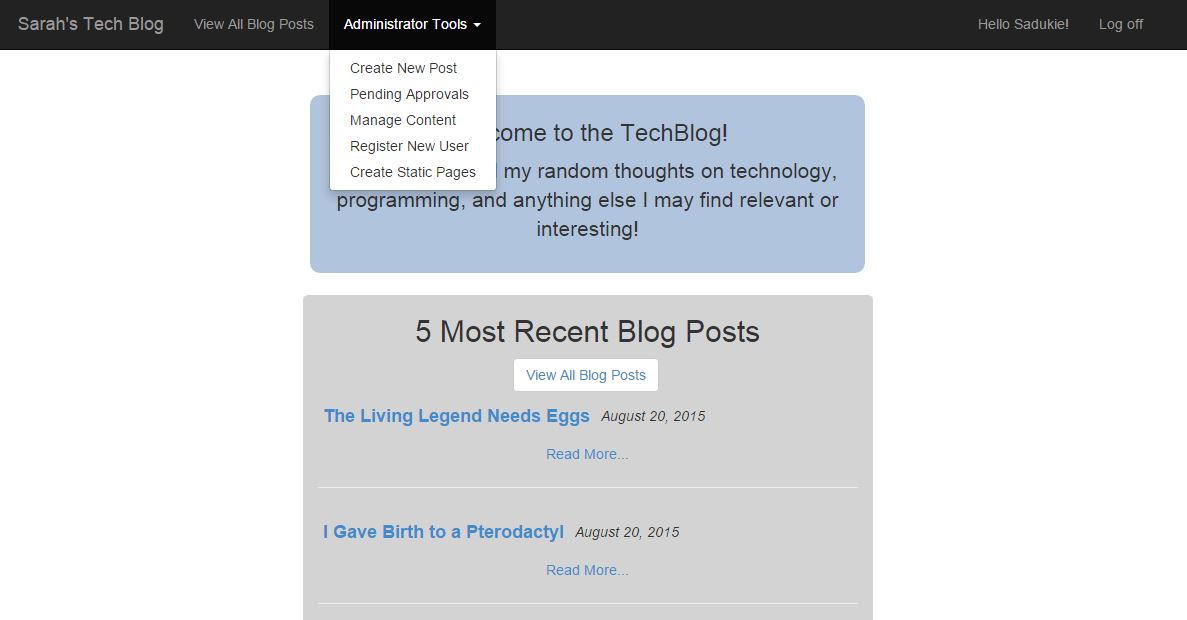 Sarah's Tech Blog View All Blog Posts Administrator Tools Hello Sadukie! Log off
Create New Post
Pending Approvals
Manage Content
Register New User
Create Static Pages
come to the TechBlog!
my random thoughts on technology,
programming, and anything else I may find relevant or
interesting!
5 Most Recent Blog Posts
View All Blog Posts
The Living Legend Needs Eggs August 20, 2015
Read More...
I Gave Birth to a Pterodactyl August 20, 2015
Read More...